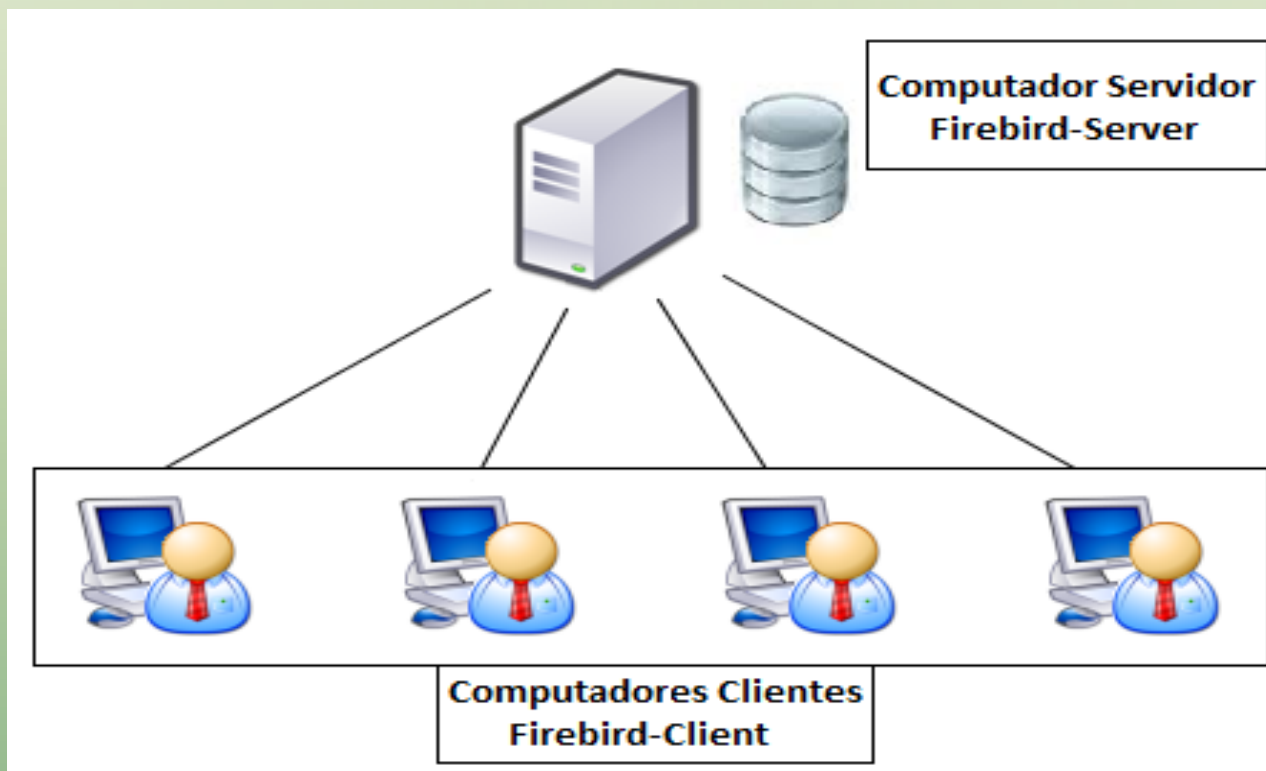 Computador Servidor
Firebird-Server
Computadores Clientes
Firebird-Client